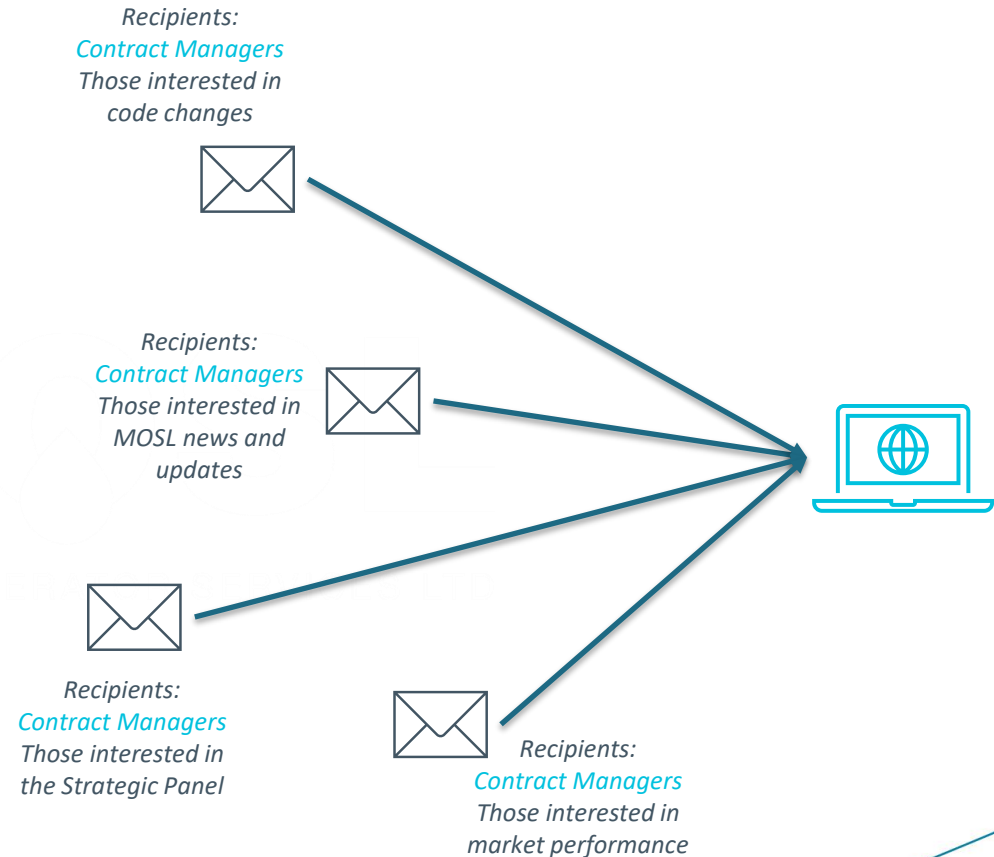 Recipients:
Contract Managers
Those interested in
code changes
Recipients:
Contract Managers
Those interested in
MOSL news and
updates
Recipients:
Contract Managers
Those interested in
the Strategic Panel
Recipients:
Contract Managers
Those interested in
market performance